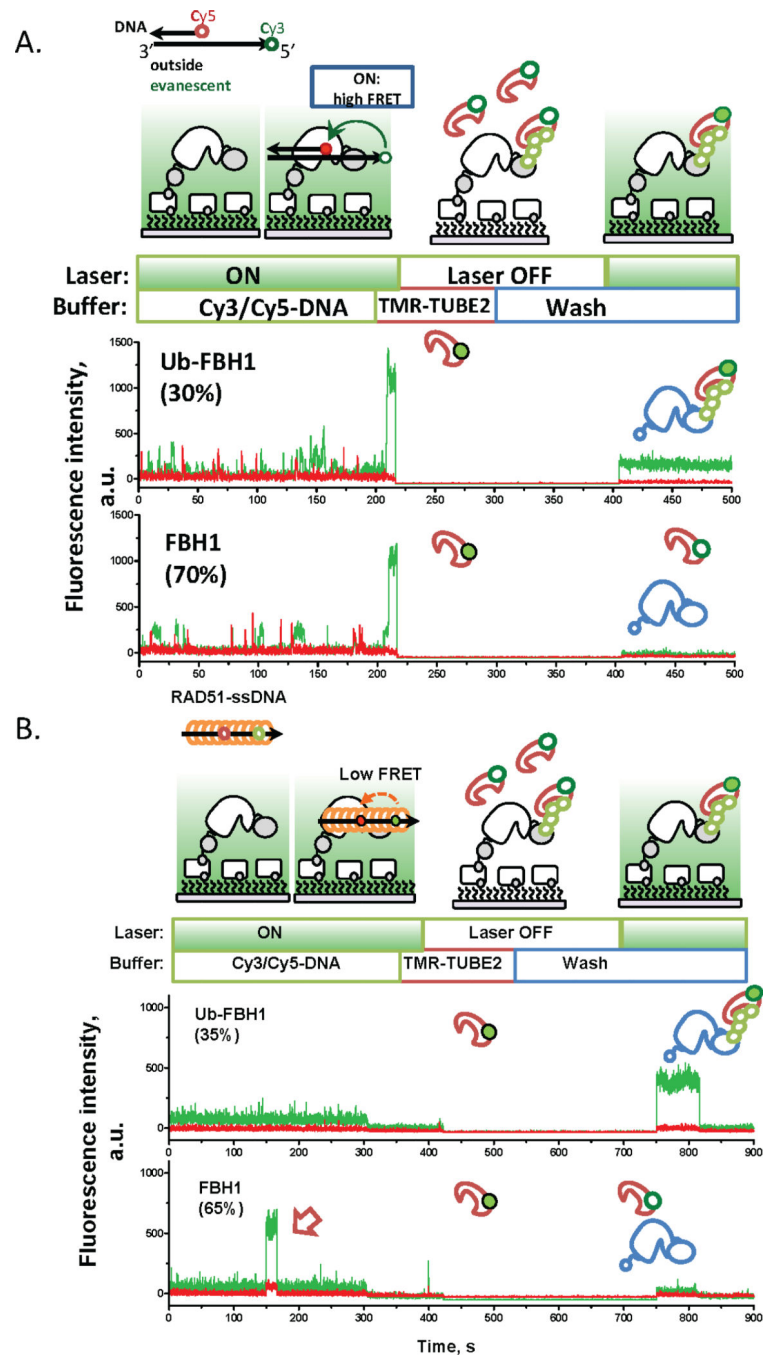 A.
DNA
Cy5
Cy3
3′
5′
outside
evanescent
ON:
high FRET
Laser:
ON
Laser OFF
Buffer:
Cy3/Cy5-DNA
TMR-TUBE2
Wash
Fluorescence intensity,
a.u.
1500
1000
500
0
Ub-FBH1
(30%)
0 50 100 150 200 250 300 350 400 450 500
1500
1000
500
0
FBH1
(70%)
0 50 100 150 200 250 300 350 400 450 500
RAD51-ssDNA
B.
Low FRET
Laser:
ON
Laser OFF
Buffer:
Cy3/Cy5-DNA
TMR-TUBE2
Wash
Fluorescence intensity,
a.u.
1000
500
0
Ub-FBH1
(35%)
0 100 200 300 400 500 600 700 800 900
1000
500
0
FBH1
(65%)
0 100 200 300 400 500 600 700 800 900
Time, s